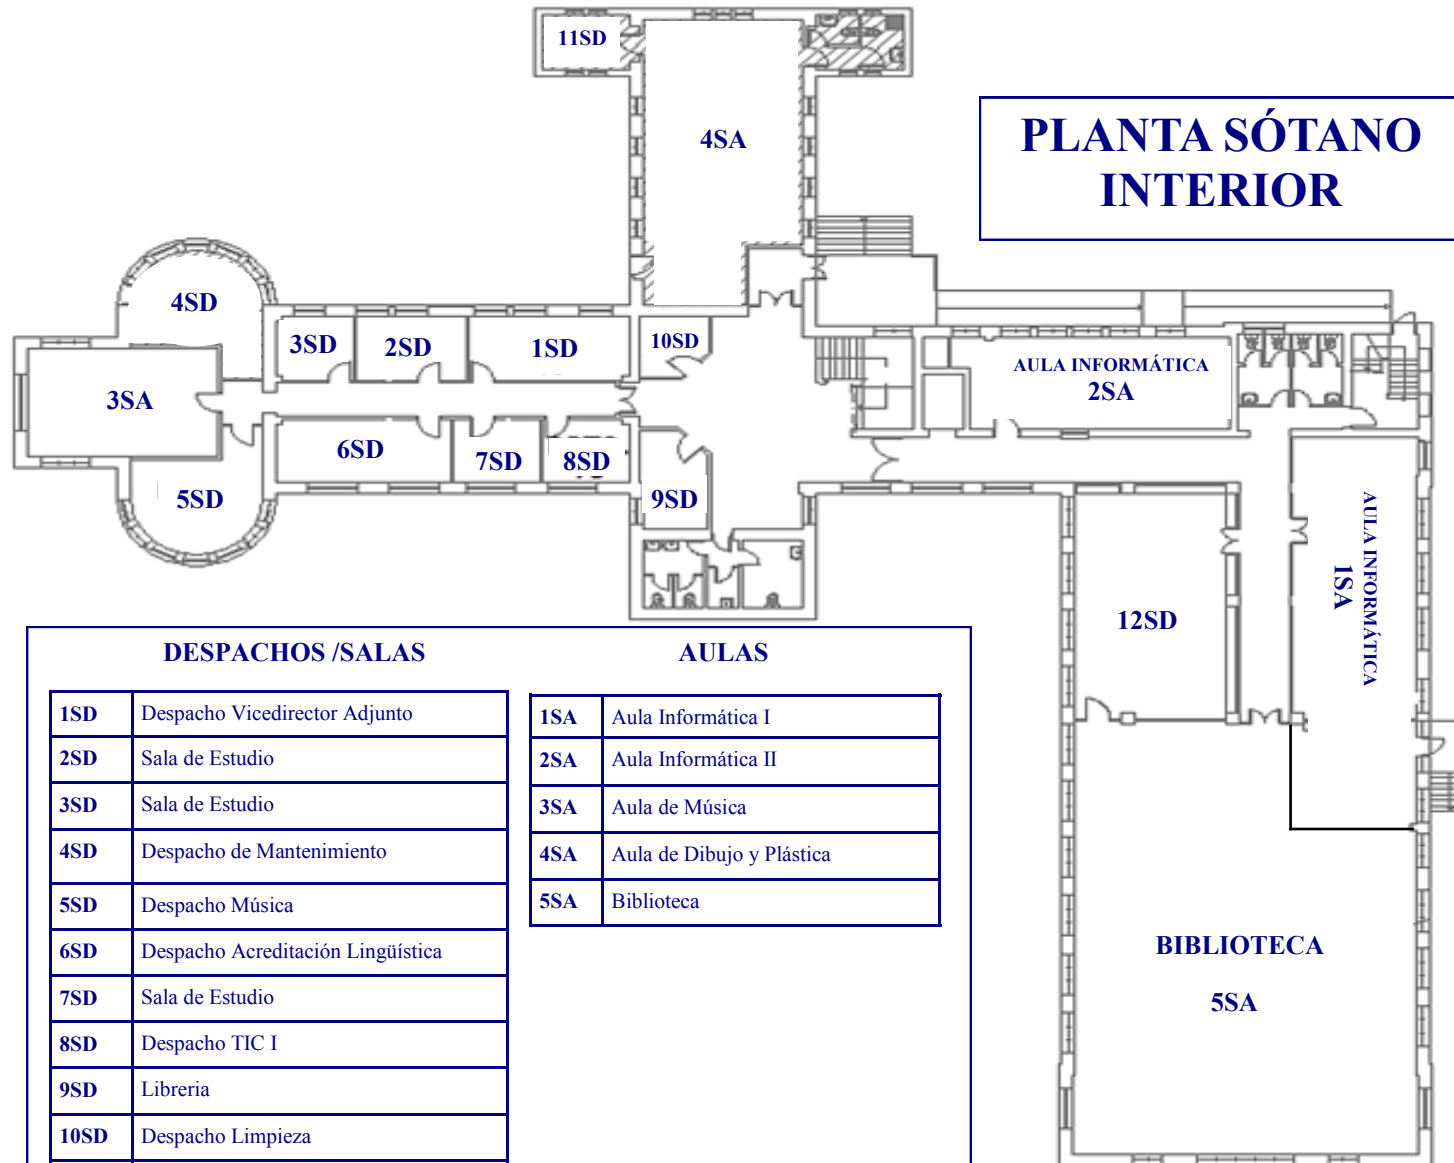 11SD
4SA
PLANTA SÓTANO
INTERIOR
4SD
3SD
2SD
1SD
10SD
AULA INFORMÁTICA
2SA
3SA
6SD
7SD
8SD
5SD
9SD
AULA INFORMÁTICA
1SA
12SD
BIBLIOTECA
5SA
DESPACHOS /SALAS
1SD Despacho Vicedirector Adjunto
2SD Sala de Estudio
3SD Sala de Estudio
4SD Despacho de Mantenimiento
5SD Despacho Música
6SD Despacho Acreditación Lingüística
7SD Sala de Estudio
8SD Despacho TIC I
9SD Libreria
10SD Despacho Limpieza
AULAS
1SA Aula Informática I
2SA Aula Informática II
3SA Aula de Música
4SA Aula de Dibujo y Plástica
5SA Biblioteca